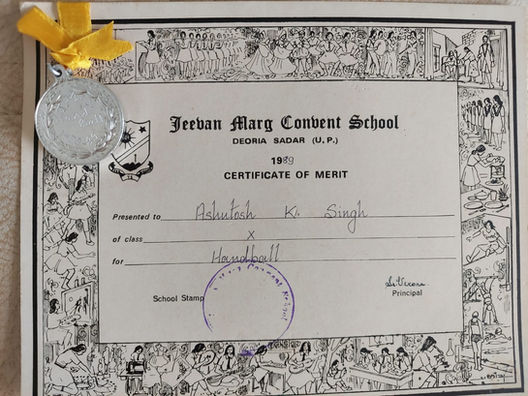 Jeevan Marg Convent School
DEORIA SADAR (U.P.)
1989
CERTIFICATE OF MERIT
Presented to Ashutosh Kr. Singh
of class X
for Handball
School Stamp
Principal